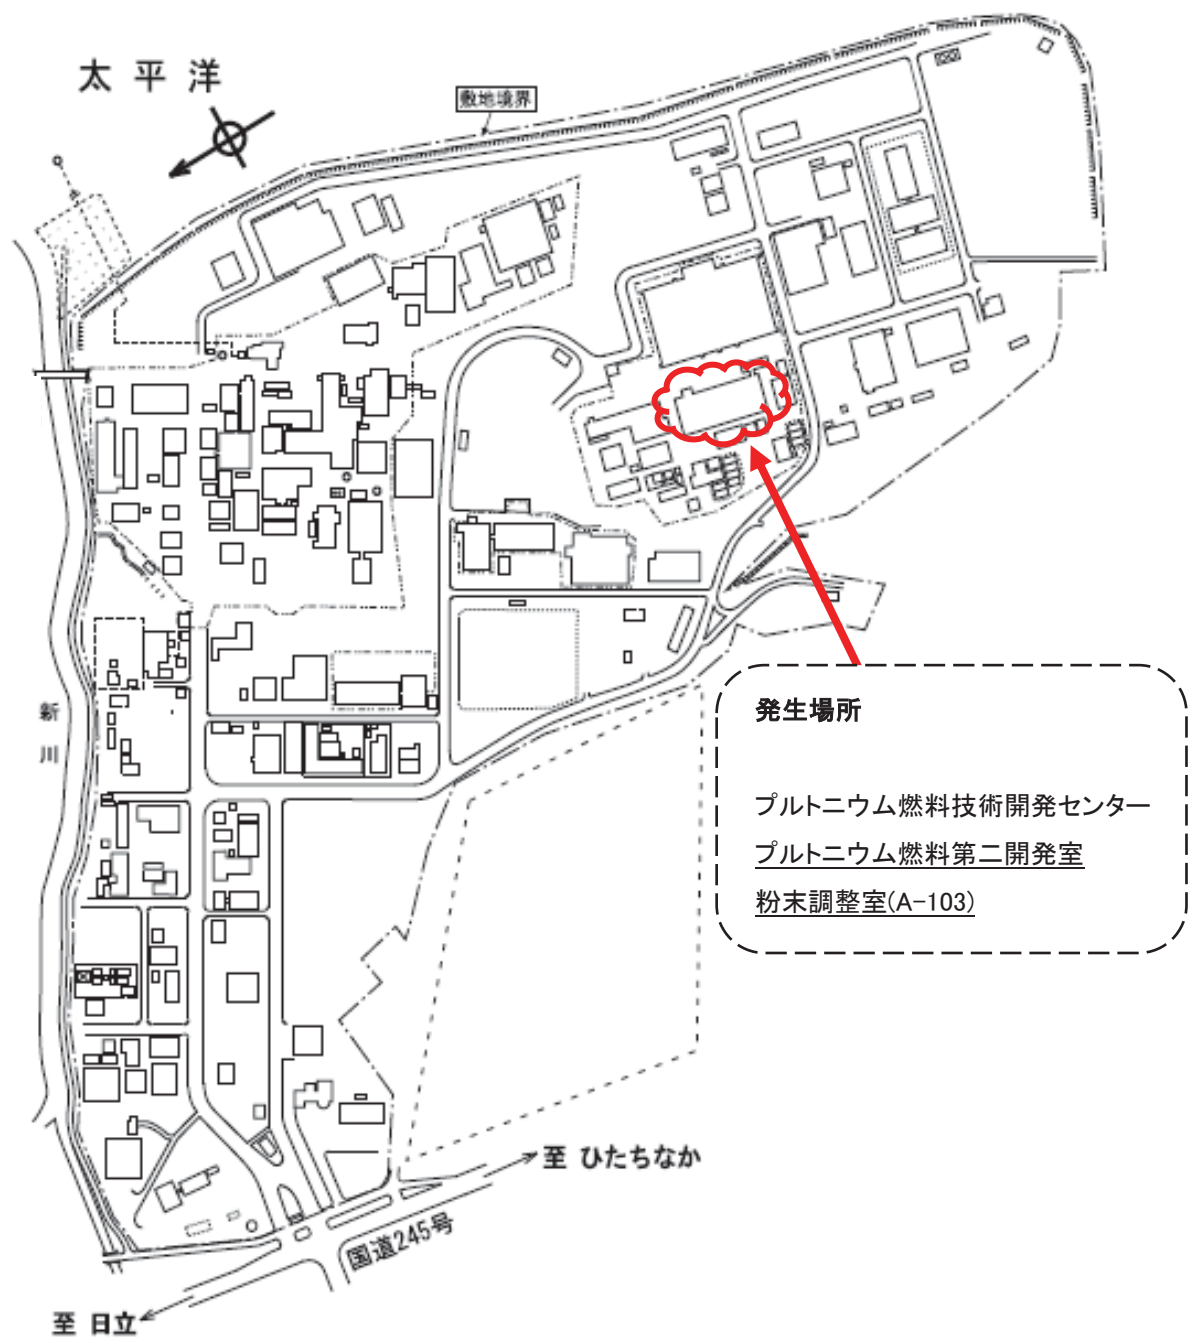 太平洋
敷地境界
新川
発生場所
プルトニウム燃料技術開発センター
プルトニウム燃料第二開発室
粉末調整室(A-103)
至 ひたちなか
国道245号
至 日立